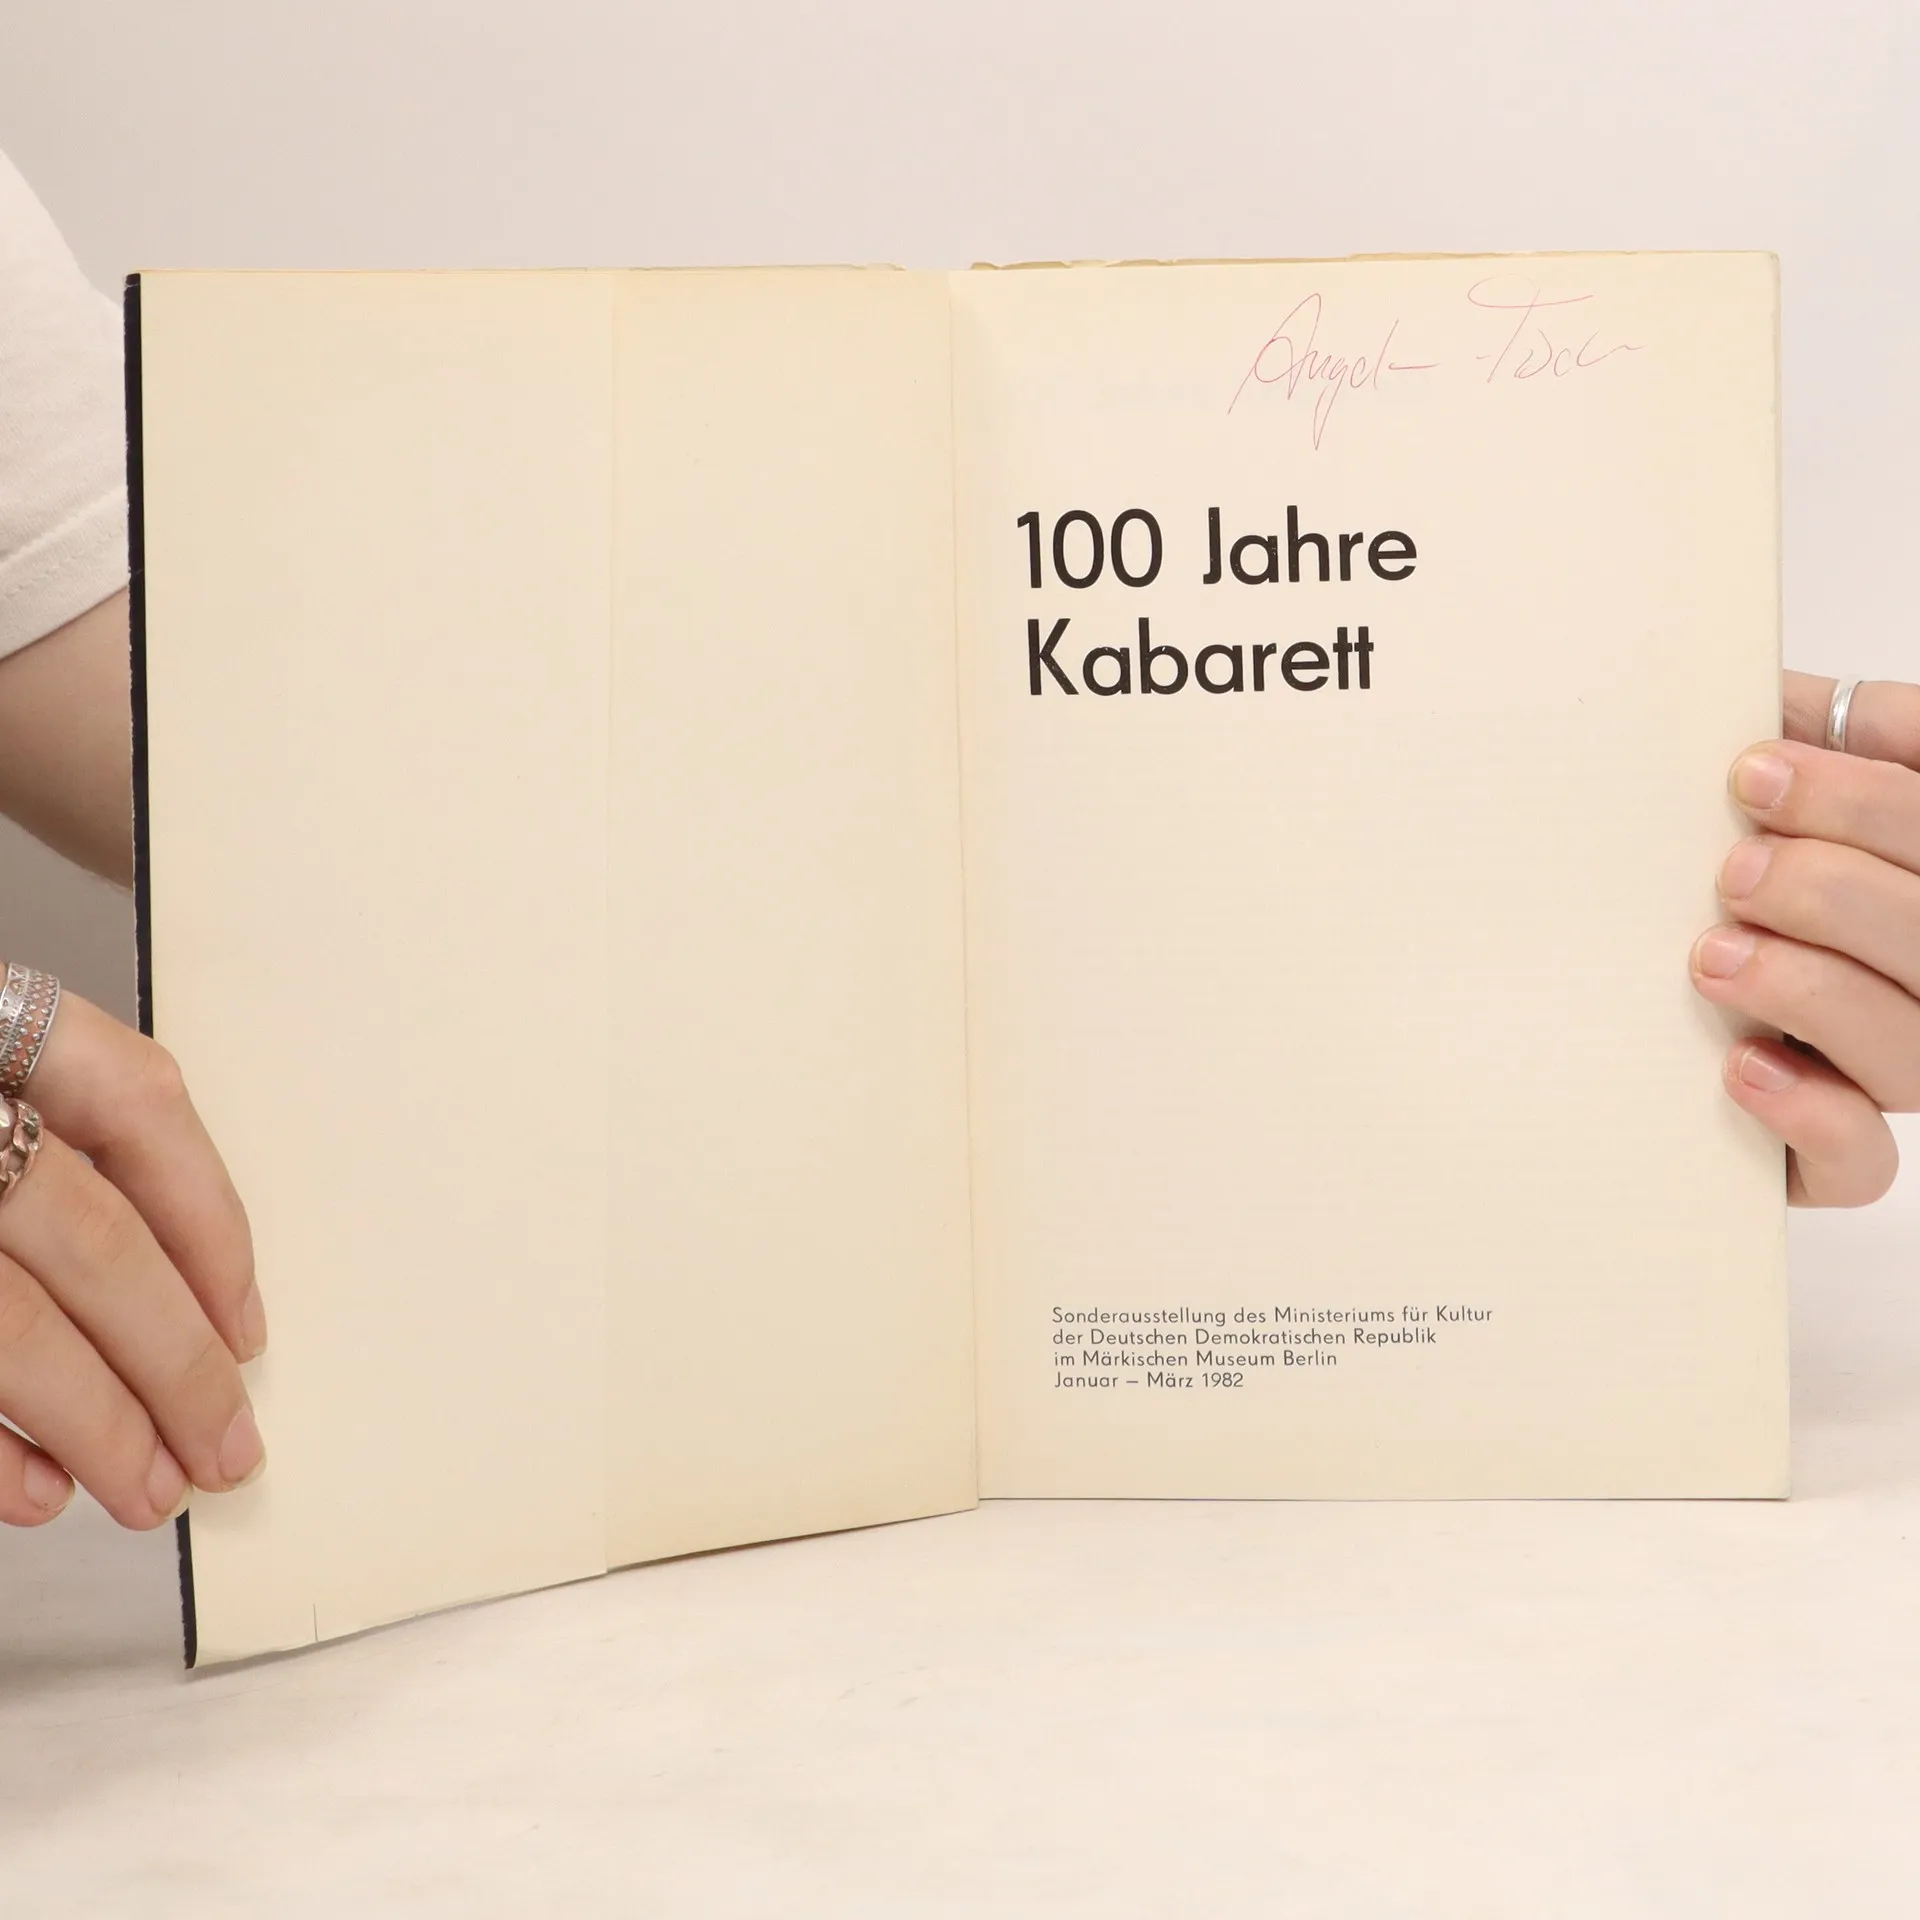 100 Jahre
Kabarett
Sonderausstellung des Ministeriums für Kultur
der Deutschen Demokratischen Republik
im Märkischen Museum Berlin
Januar – März 1982